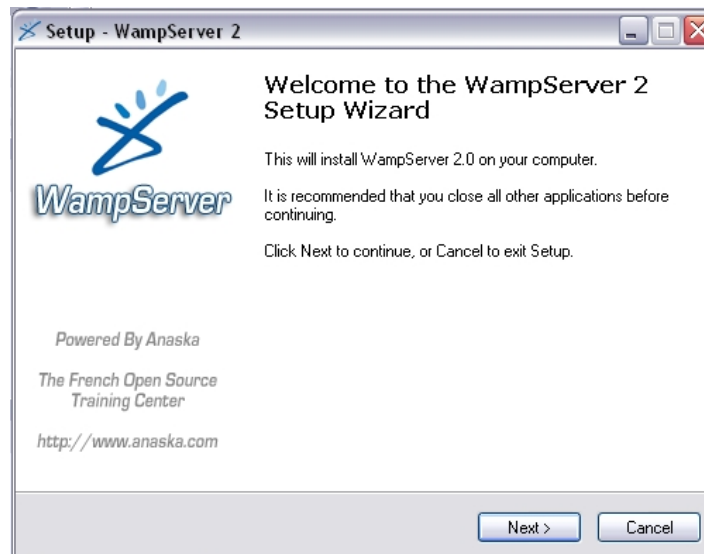 Setup - WampServer 2
Welcome to the WampServer 2
Setup Wizard
This will install WampServer 2.0 on your computer.
It is recommended that you close all other applications before
continuing.
Click Next to continue, or Cancel to exit Setup.
WampServer
Powered By Anaska
The French Open Source
Training Center
http://www.anaska.com
Next >
Cancel